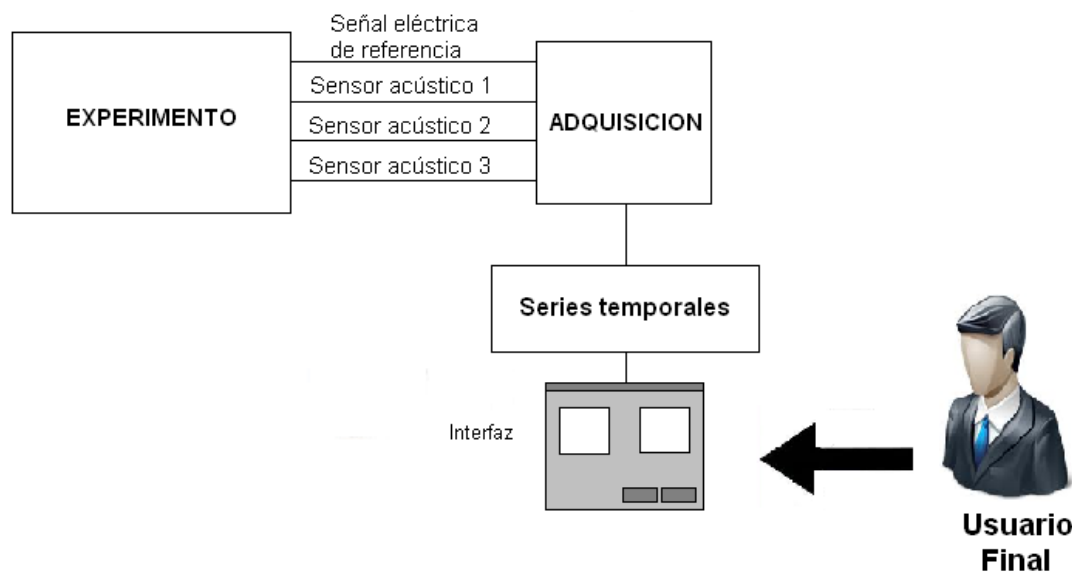 Señal eléctrica
de referencia
Sensor acústico 1
EXPERIMENTO
Sensor acústico 2
ADQUISICION
Sensor acústico 3
Series temporales
Interfaz
Usuario
Final